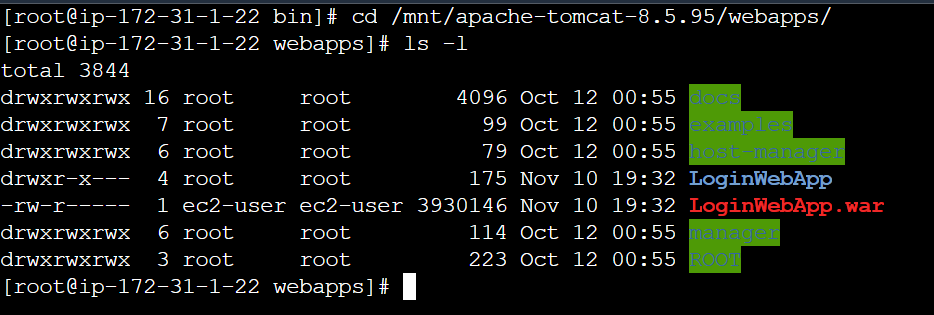 [root@ip-172-31-1-22 bin]# cd /mnt/apache-tomcat-8.5.95/webapps/
[root@ip-172-31-1-22 webapps]# ls -l
total 3844
drwxrwxrwx 16 root     root        4096 Oct 12 00:55 docs
drwxrwxrwx  7 root     root          99 Oct 12 00:55 examples
drwxrwxrwx  6 root     root          79 Oct 12 00:55 host-manager
drwxr-x---  4 root     root         175 Nov 10 19:32 LoginWebApp
-rw-r-----  1 ec2-user ec2-user 3930146 Nov 10 19:32 LoginWebApp.war
drwxrwxrwx  6 root     root         114 Oct 12 00:55 manager
drwxrwxrwx  3 root     root         223 Oct 12 00:55 ROOT
[root@ip-172-31-1-22 webapps]#